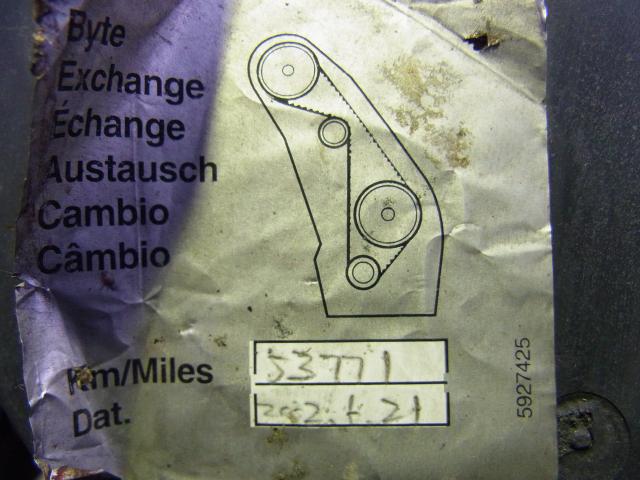 Byte
Exchange
Échange
Austausch
Cambio
Câmbio
Km/Miles
53771
Dat.
5927425